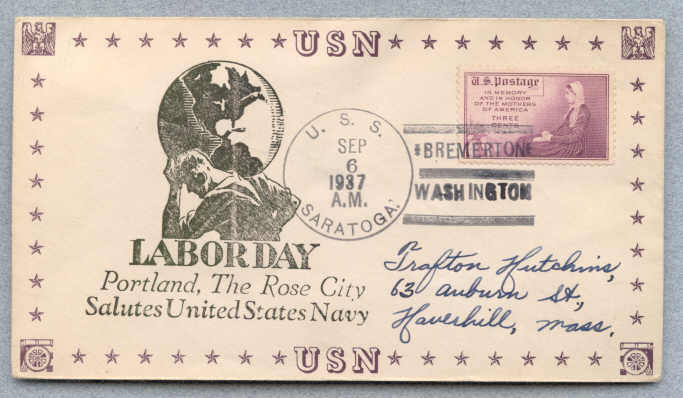 USN
U.S. Postage
IN MEMORY
AND IN HONOR
OF THE MOTHERS
OF AMERICA
THREE
CENTS
U. S. S.
SEP
6
1937
A.M.
SARATOGA
BREMERTON
WASHINGTON
LABOR DAY
Portland, The Rose City
Salutes United States Navy
Trafton Hutchins,
63 Auburn St,
Haverhill, Mass.
USN